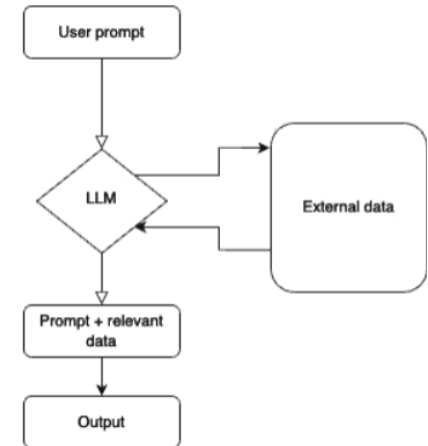 User prompt
LLM
External data
Prompt + relevant
data
Output